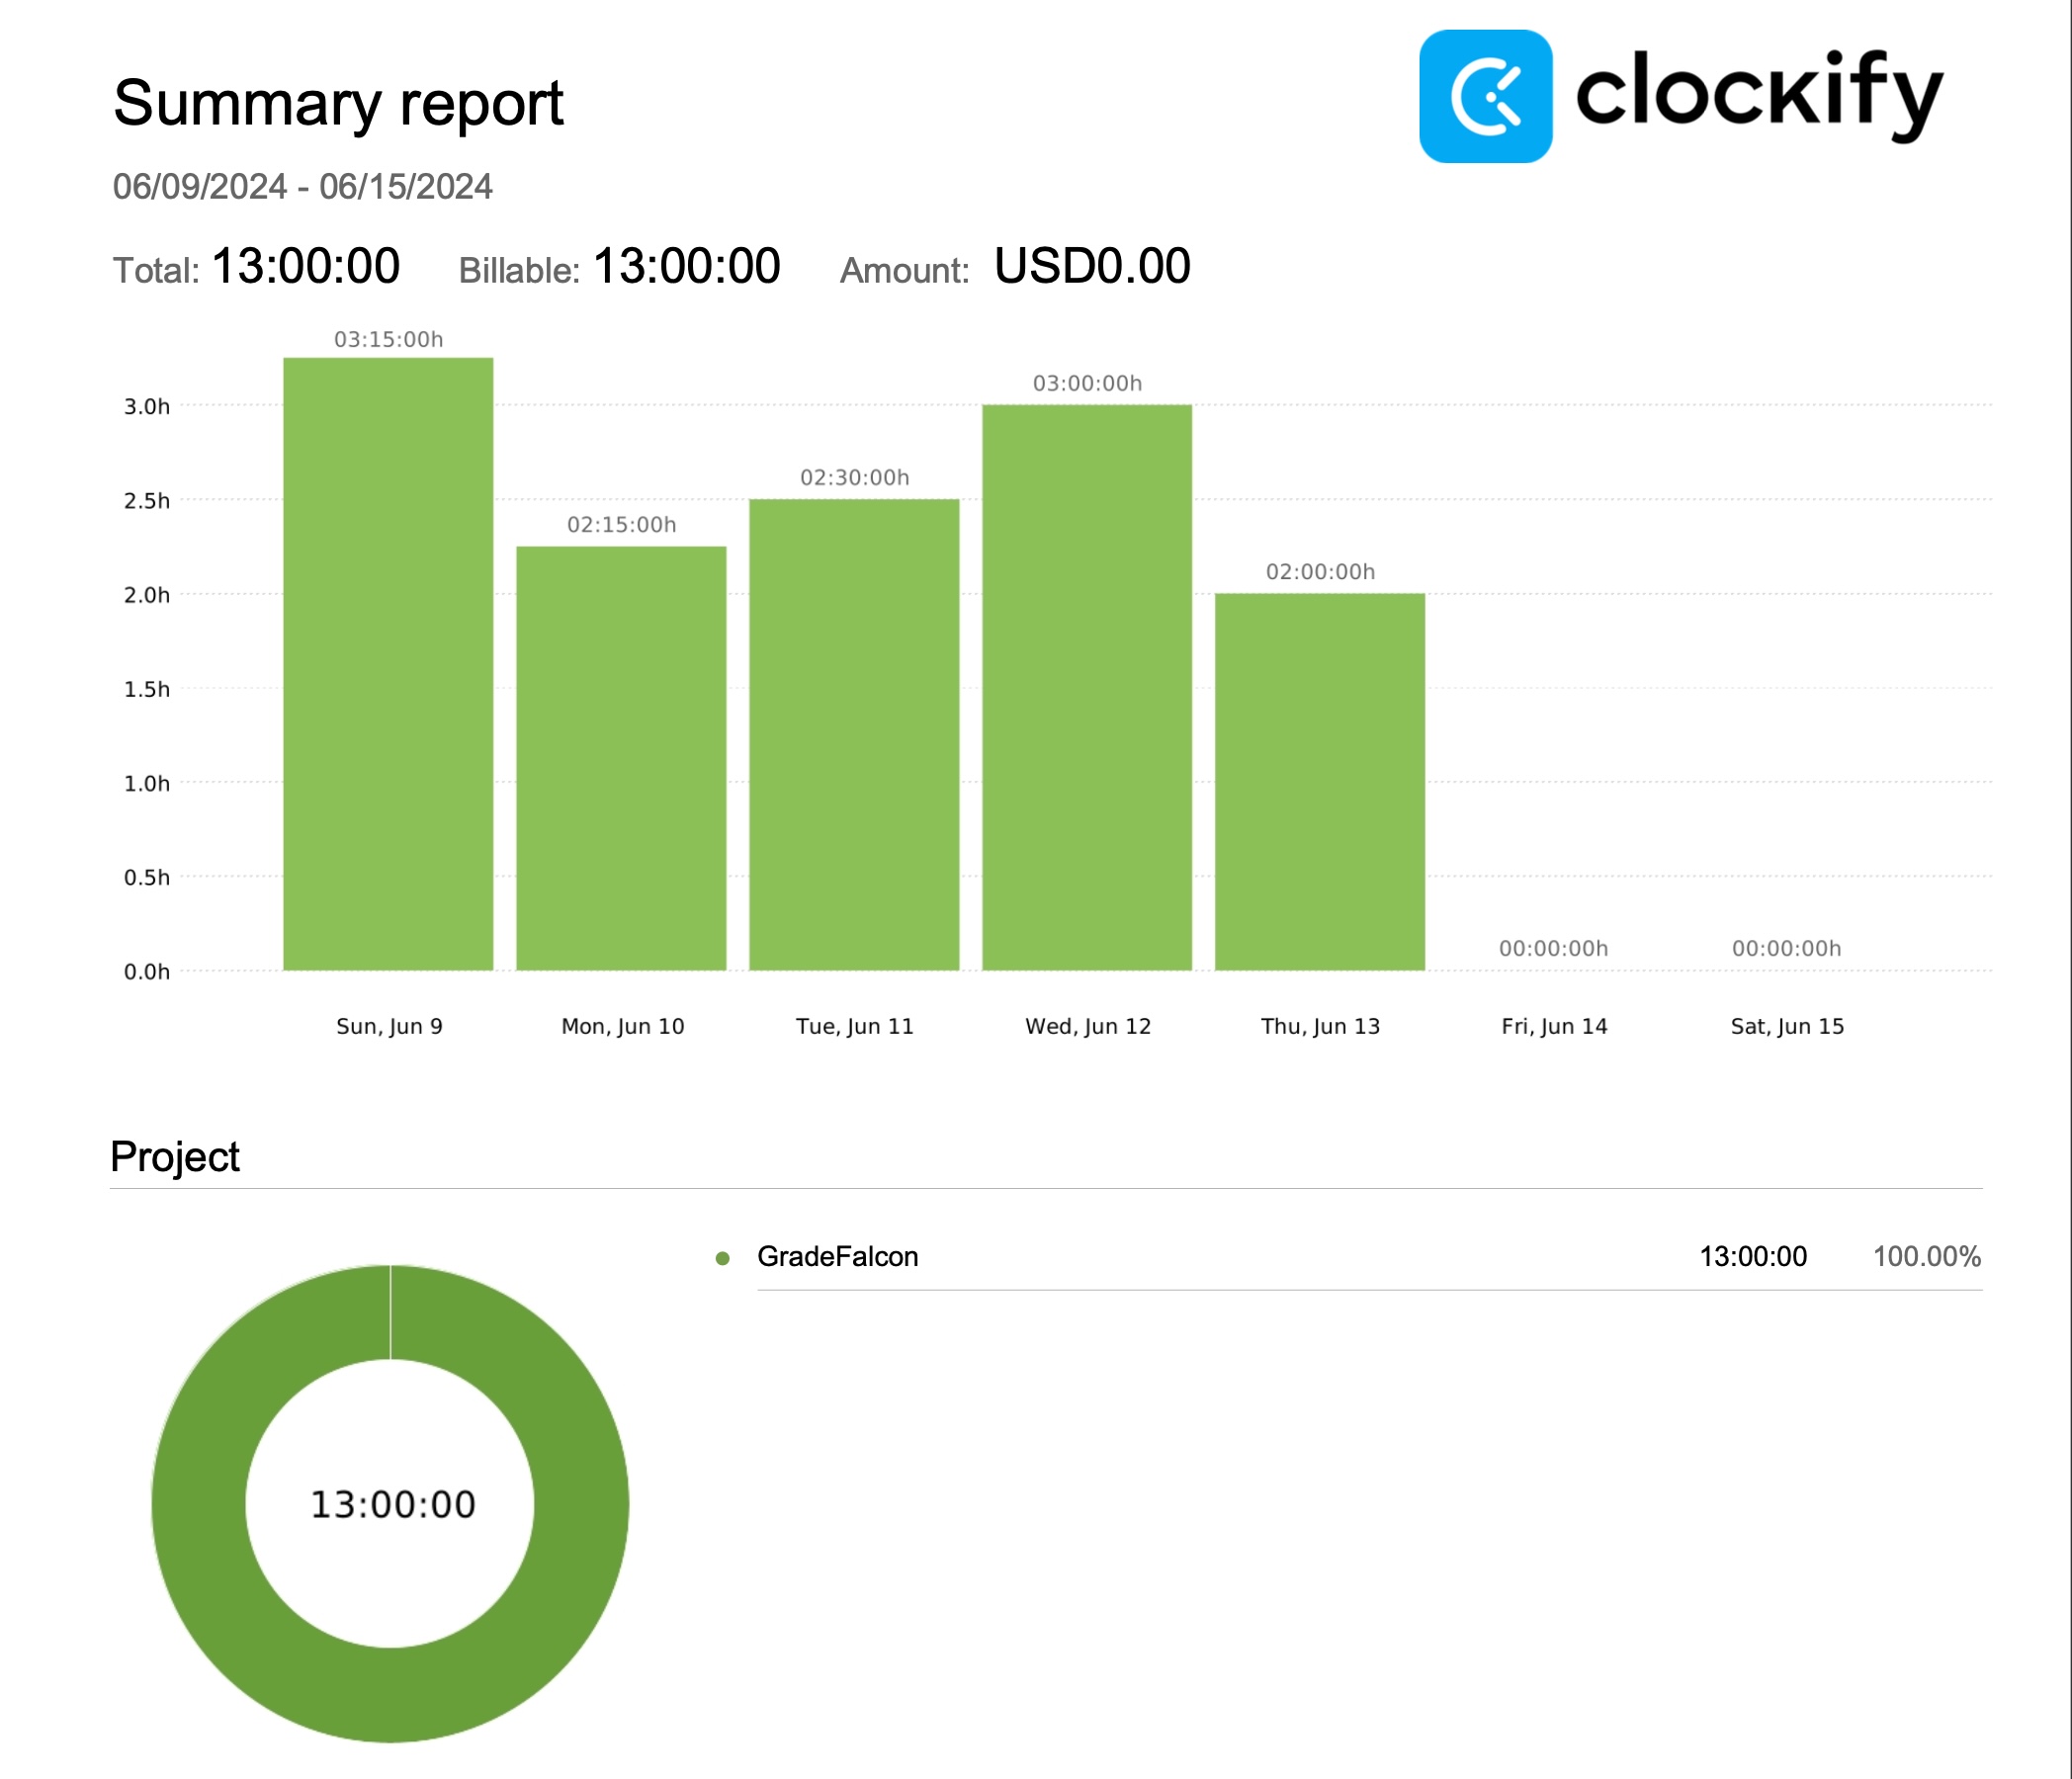 clockify
Summary report
06/09/2024 - 06/15/2024
Total: 13:00:00 Billable: 13:00:00 Amount: USD0.00
03:15:00h
03:00:00h
3.0h
02:30:00h
2.5h
02:15:00h
02:00:00h
2.0h
1.5h
1.0h
0.5h
00:00:00h 00:00:00h
0.0h
Sun, Jun 9 Mon, Jun 10 Tue, Jun 11 Wed, Jun 12 Thu, Jun 13 Fri, Jun 14 Sat, Jun 15
Project
GradeFalcon 13:00:00 100.00%
13:00:00